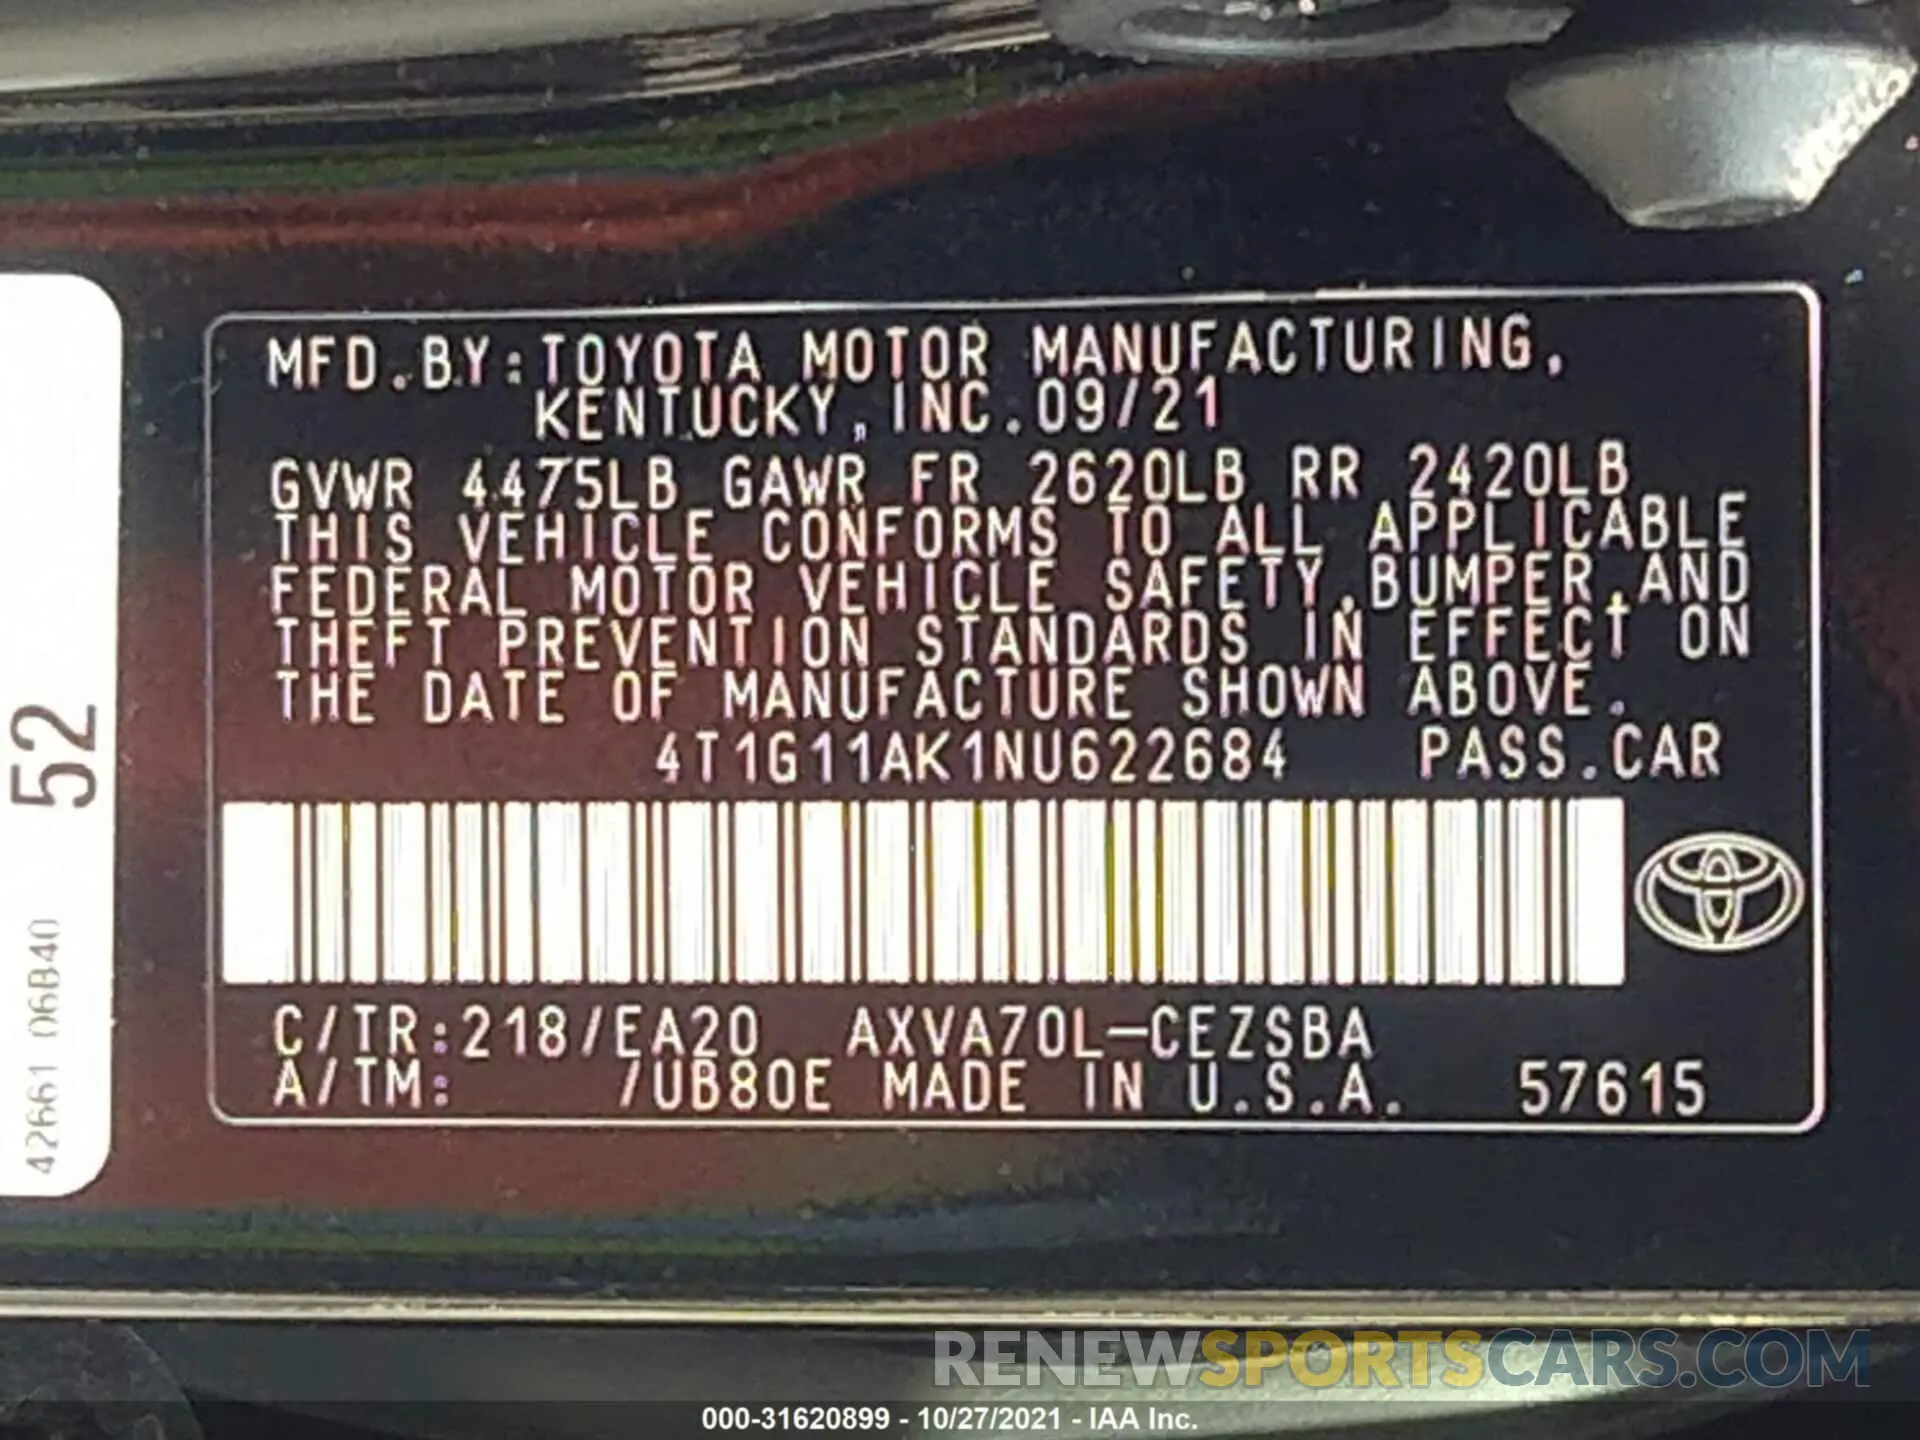 MFD.BY:TOYOTA MOTOR MANUFACTURING,
KENTUCKY, INC.09/21
GVWR 4475LB GAWR FR 2620LB RR 2420LB
THIS VEHICLE CONFORMS TO ALL APPLICABLE
FEDERAL MOTOR VEHICLE SAFETY,BUMPER,AND
THEFT PREVENTION STANDARDS IN EFFECT ON
THE DATE OF MANUFACTURE SHOWN ABOVE.
4T1G11AK1NU622684 PASS.CAR
C/TR:218/EA20 AXVA70L-CEZSBA
A/TM: /UB80E MADE IN U.S.A. 57615
52
42661 06B40
RENEWSPORTSCARS.COM
000-31620899 - 10/27/2021 - IAA Inc.